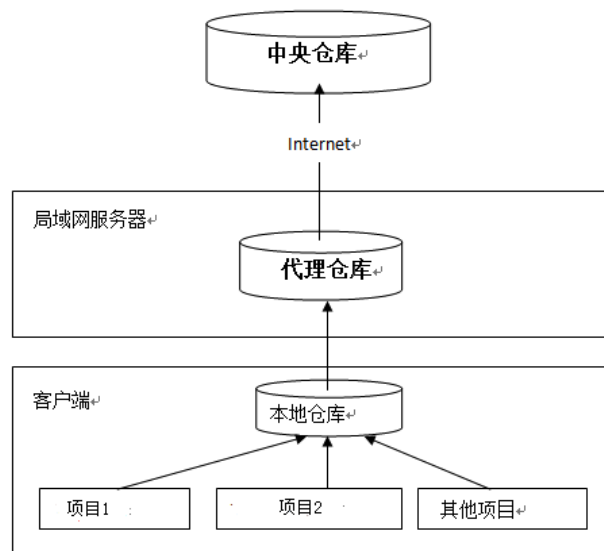 中央仓库
Internet
局域网服务器
代理仓库
客户端
本地仓库
项目1
项目2
其他项目